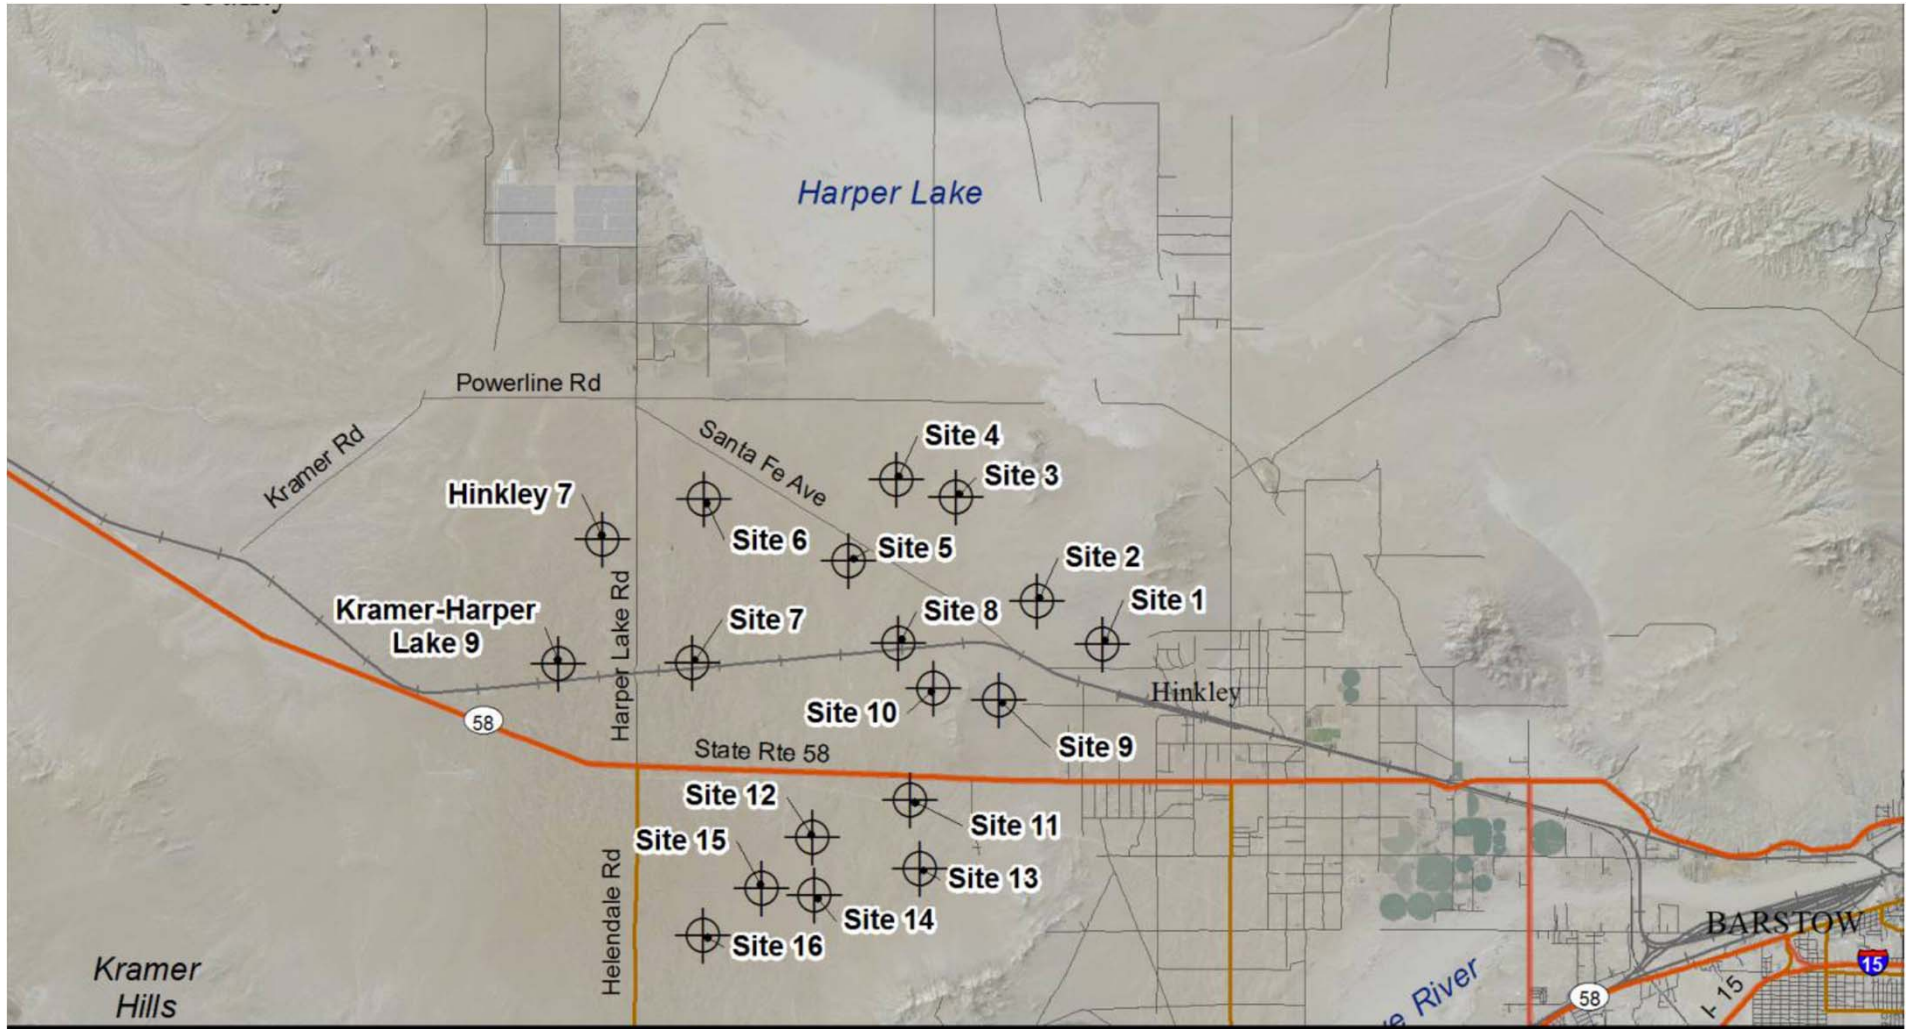 County
Harper Lake
Powerline Rd
Kramer Rd
Santa Fe Ave
Site 4
Site 3
Hinkley 7
Site 6
Site 5
Site 2
Site 1
Kramer-Harper
Lake 9
Harper Lake Rd
Site 7
Site 8
Hinkley
Site 10
Site 9
58
State Rte 58
Site 12
Site 11
Site 15
Site 13
Site 14
Site 16
Helendale Rd
BARSTOW
Kramer
Hills
e River
15
58
I- 15